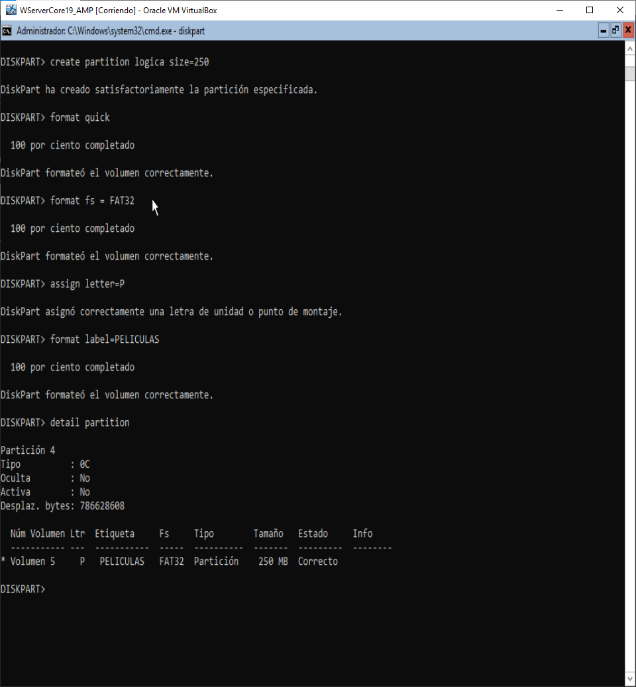 WServerCore19_AMP [Corriendo] - Oracle VM VirtualBox
Administrador: C:\Windows\system32\cmd.exe - diskpart
DISKPART> create partition logica size=250
DiskPart ha creado satisfactoriamente la partición especificada.
DISKPART> format quick
100 por ciento completado
DiskPart formateó el volumen correctamente.
DISKPART> format fs = FAT32
100 por ciento completado
DiskPart formateó el volumen correctamente.
DISKPART> assign letter=P
DiskPart asignó correctamente una letra de unidad o punto de montaje.
DISKPART> format label=PELICULAS
100 por ciento completado
DiskPart formateó el volumen correctamente.
DISKPART> detail partition
Partición 4
Tipo : 0C
Oculta : No
Activa : No
Desplaz. bytes: 786628608
Núm Volumen Ltr Etiqueta Fs Tipo Tamaño Estado Info
----------- --- ----------- ----- ---------- ------- --------- --------
* Volumen 5 P PELICULAS FAT32 Partición 250 MB Correcto
DISKPART>